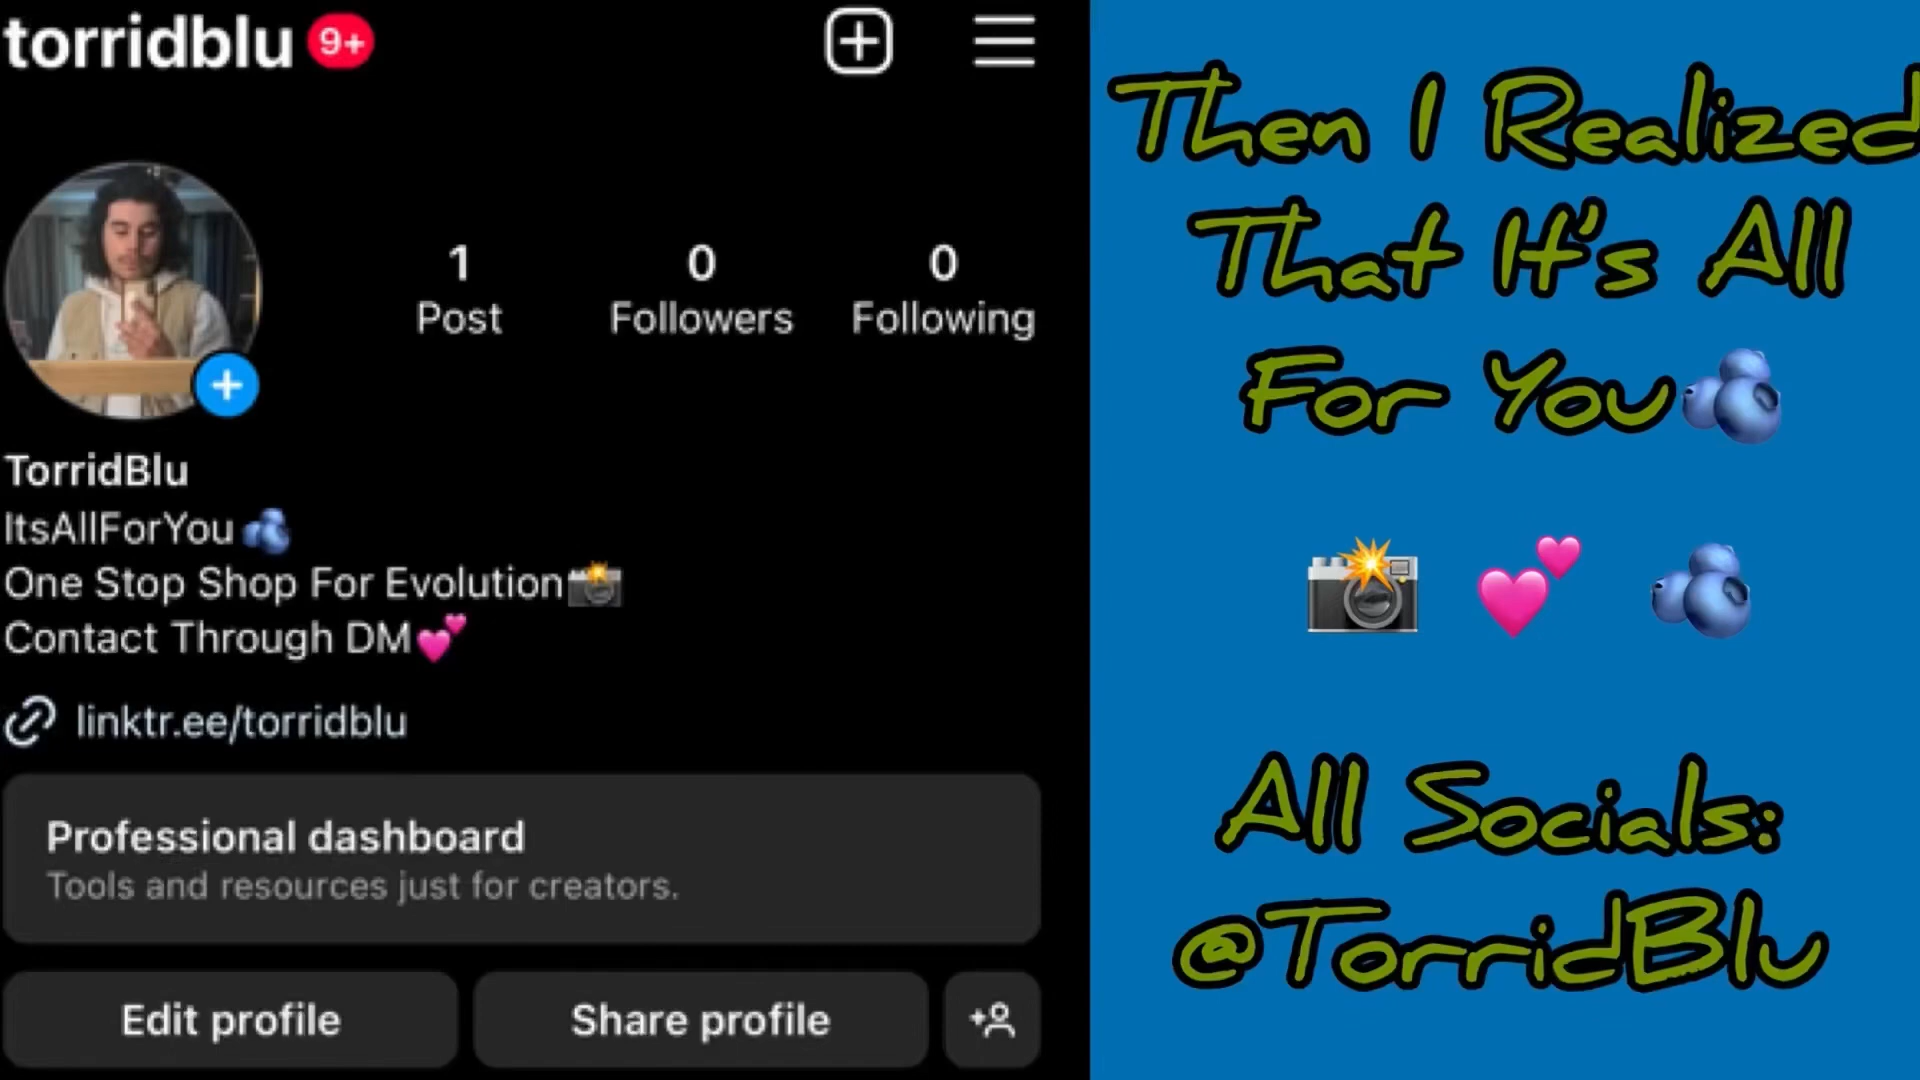 torridblu 9+
1 Post
0 Followers
0 Following
TorridBlu
ItsAllForYou🫐
One Stop Shop For Evolution📸
Contact Through DM💕
linktr.ee/torridblu
Professional dashboard
Tools and resources just for creators.
Edit profile
Share profile
Then I Realized
That It's All
For You🫐
📸 💕 🫐
All Socials:
@TorridBlu